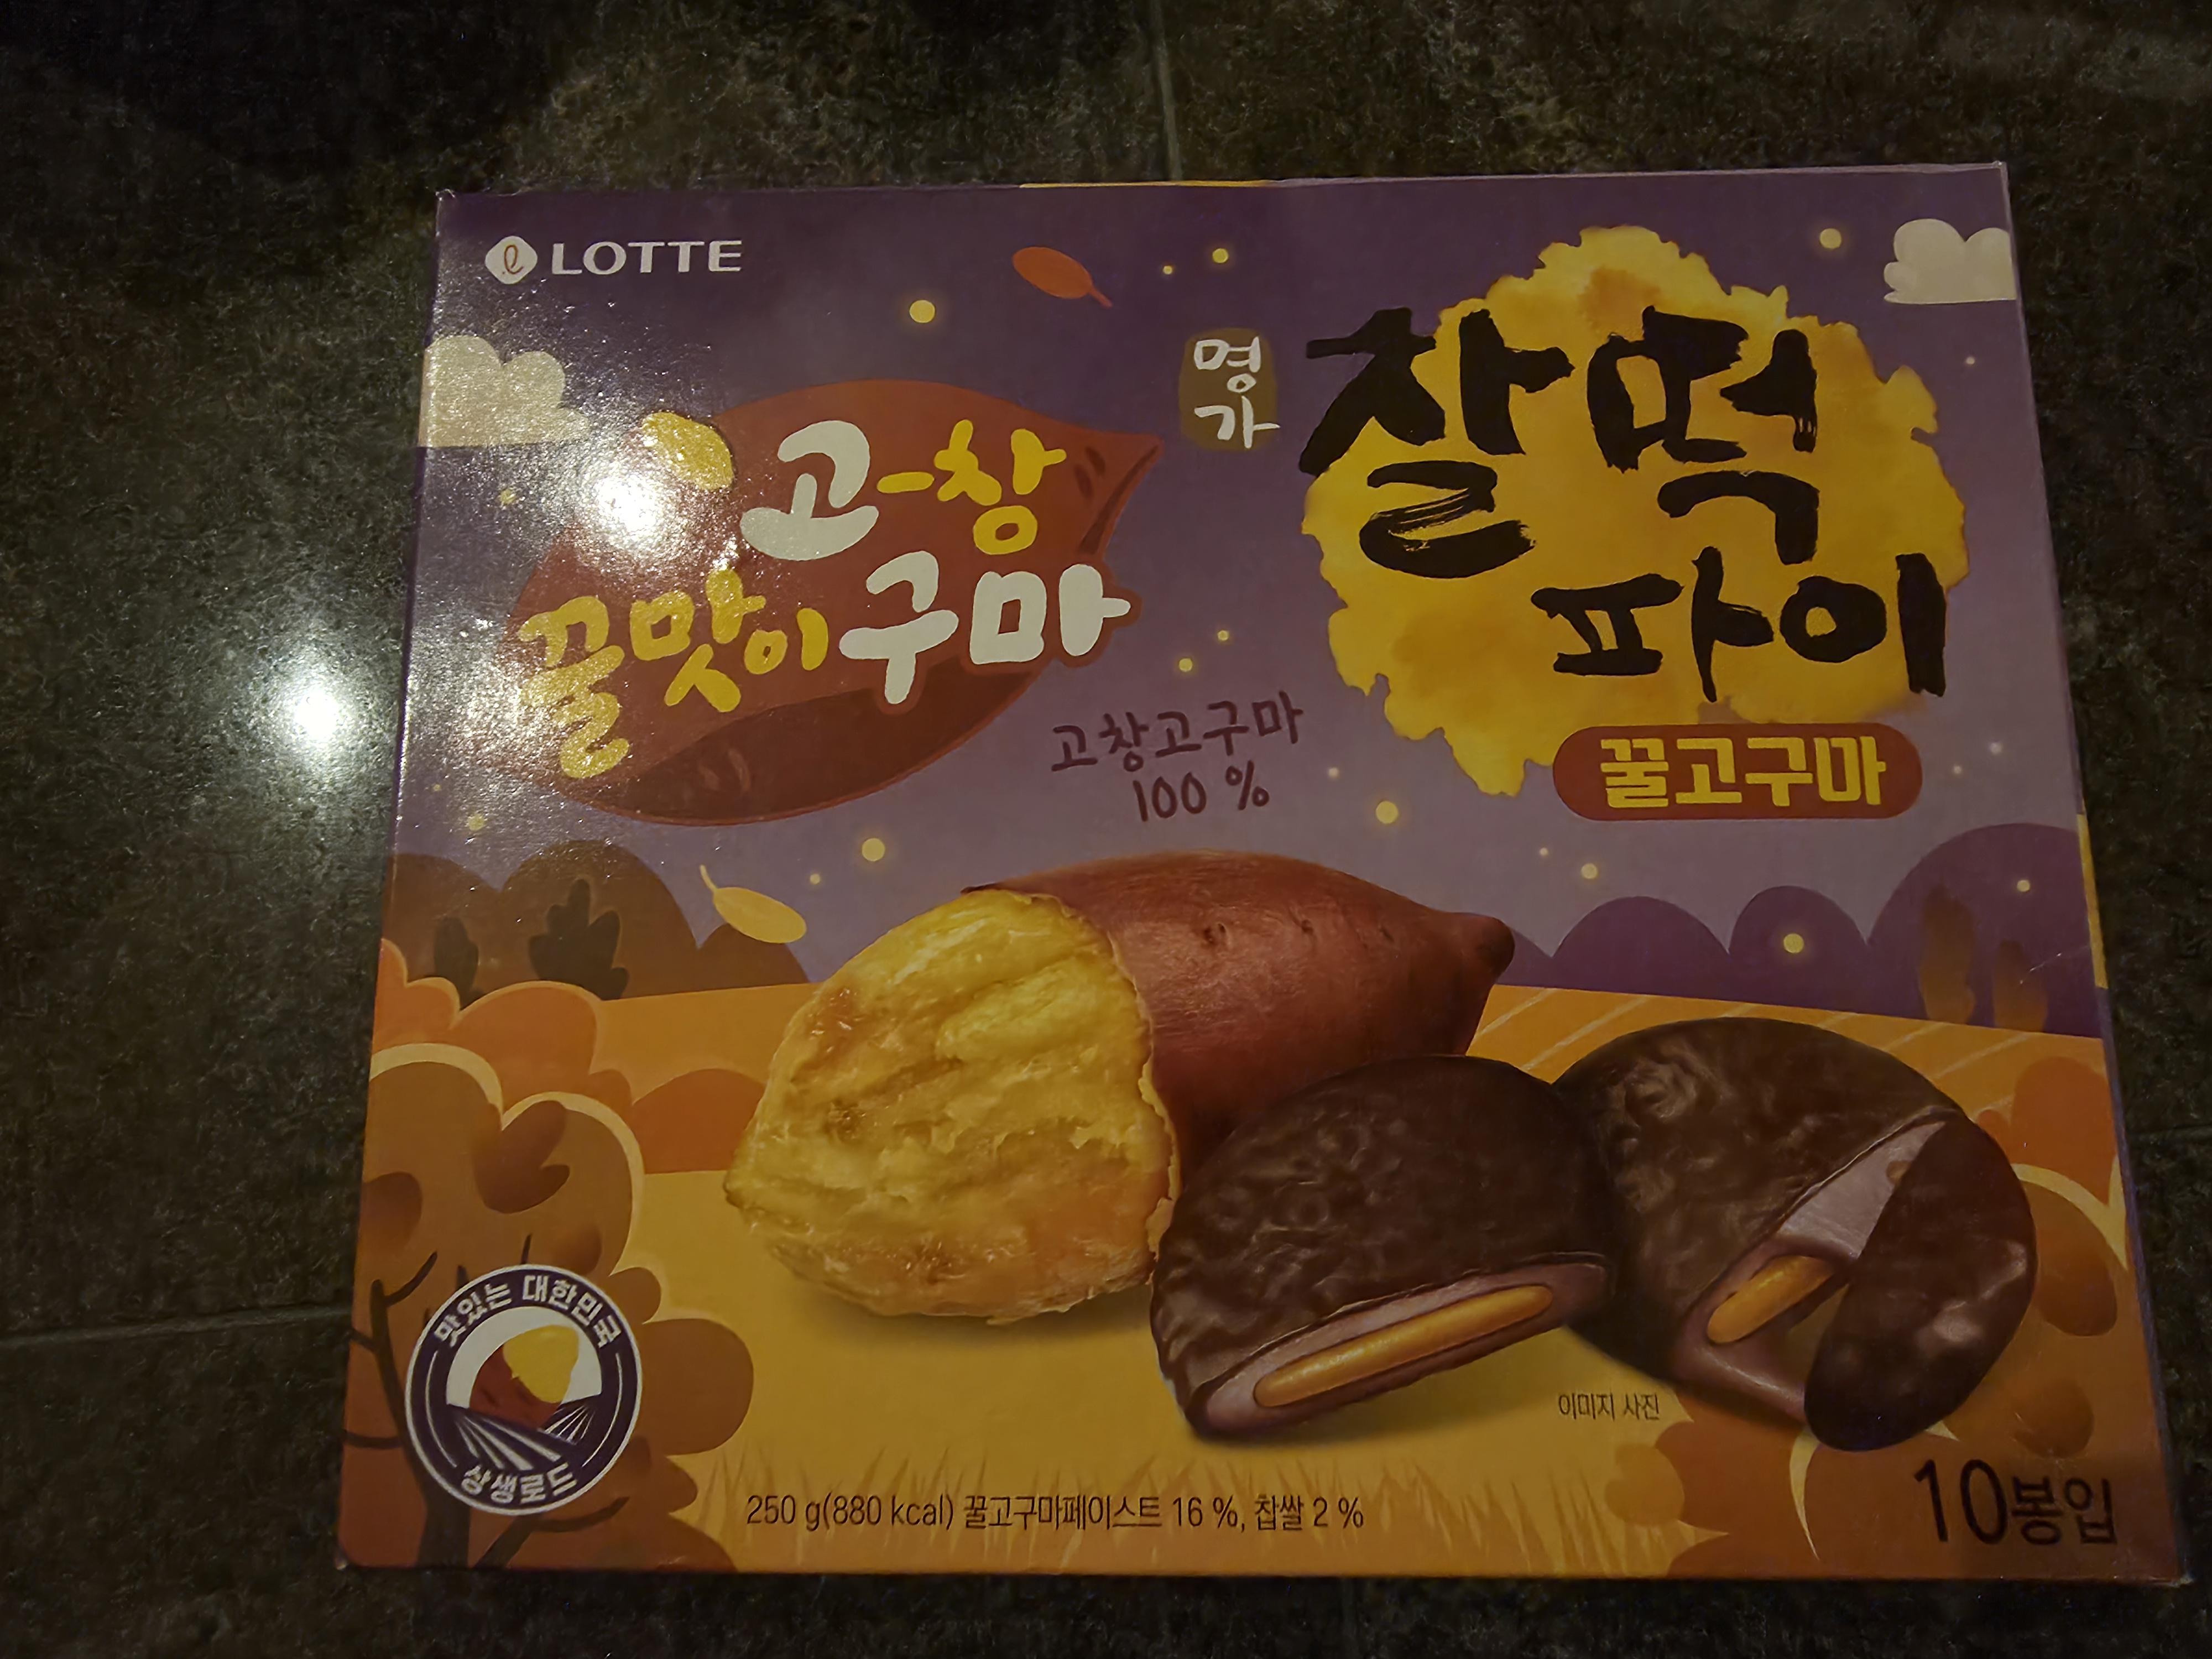 LOTTE
고-창
꿀맛이구마
명가
찰떡
파이
꿀고구마
고창고구마
100 %
맛있는 대한민국
상생로드
이미지 사진
250 g(880 kcal) 꿀고구마페이스트 16 %, 찹쌀 2 %
10봉입